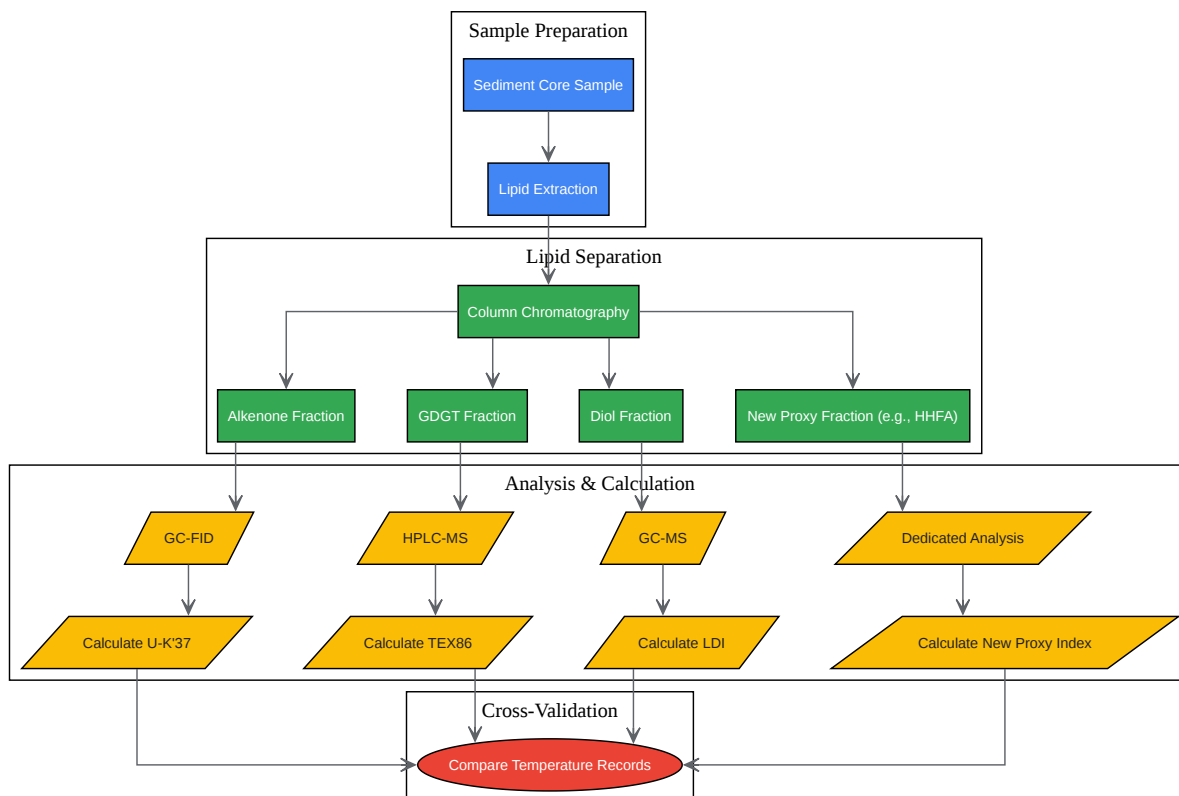 Sample Preparation
Sediment Core Sample
Lipid Extraction
Lipid Separation
Column Chromatography
Alkenone Fraction
GDGT Fraction
Diol Fraction
New Proxy Fraction (e.g., HHFA)
Analysis & Calculation
GC-FID
HPLC-MS
GC-MS
Dedicated Analysis
Calculate U-K'37
Calculate TEX86
Calculate LDI
Calculate New Proxy Index
Cross-Validation
Compare Temperature Records